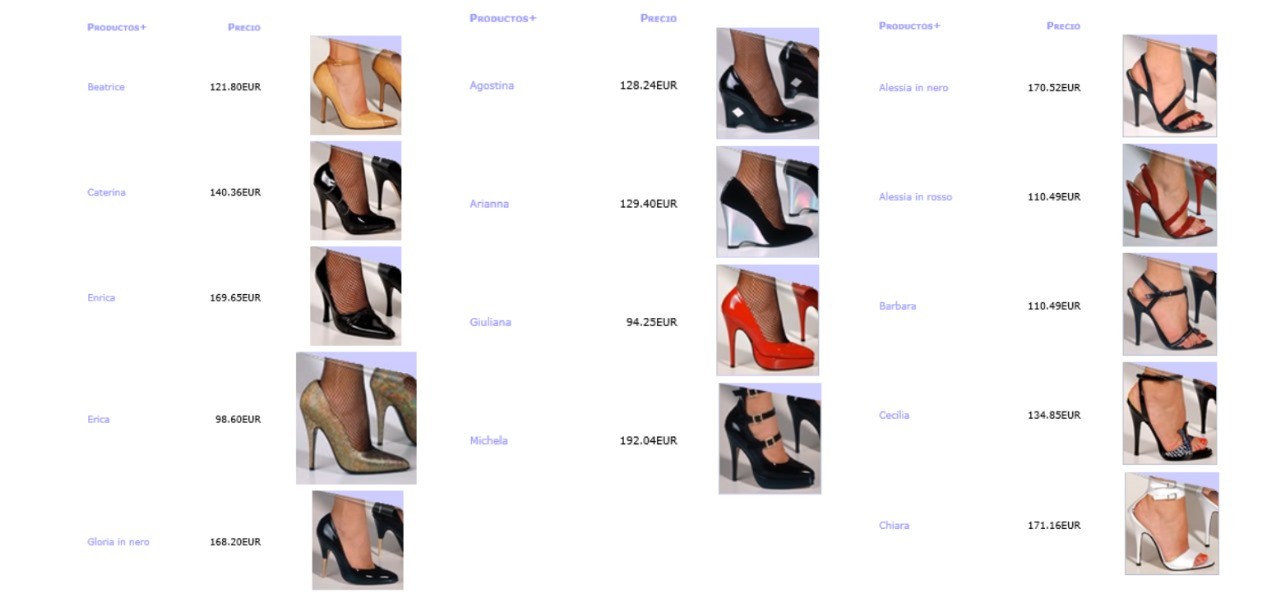 Productos+ Precio
Beatrice 121.80EUR
Caterina 140.36EUR
Enrica 169.65EUR
Erica 98.60EUR
Gloria in nero 168.20EUR
Productos+ Precio
Agostina 128.24EUR
Arianna 129.40EUR
Giuliana 94.25EUR
Michela 192.04EUR
Productos+ Precio
Alessia in nero 170.52EUR
Alessia in rosso 110.49EUR
Barbara 110.49EUR
Cecilia 134.85EUR
Chiara 171.16EUR